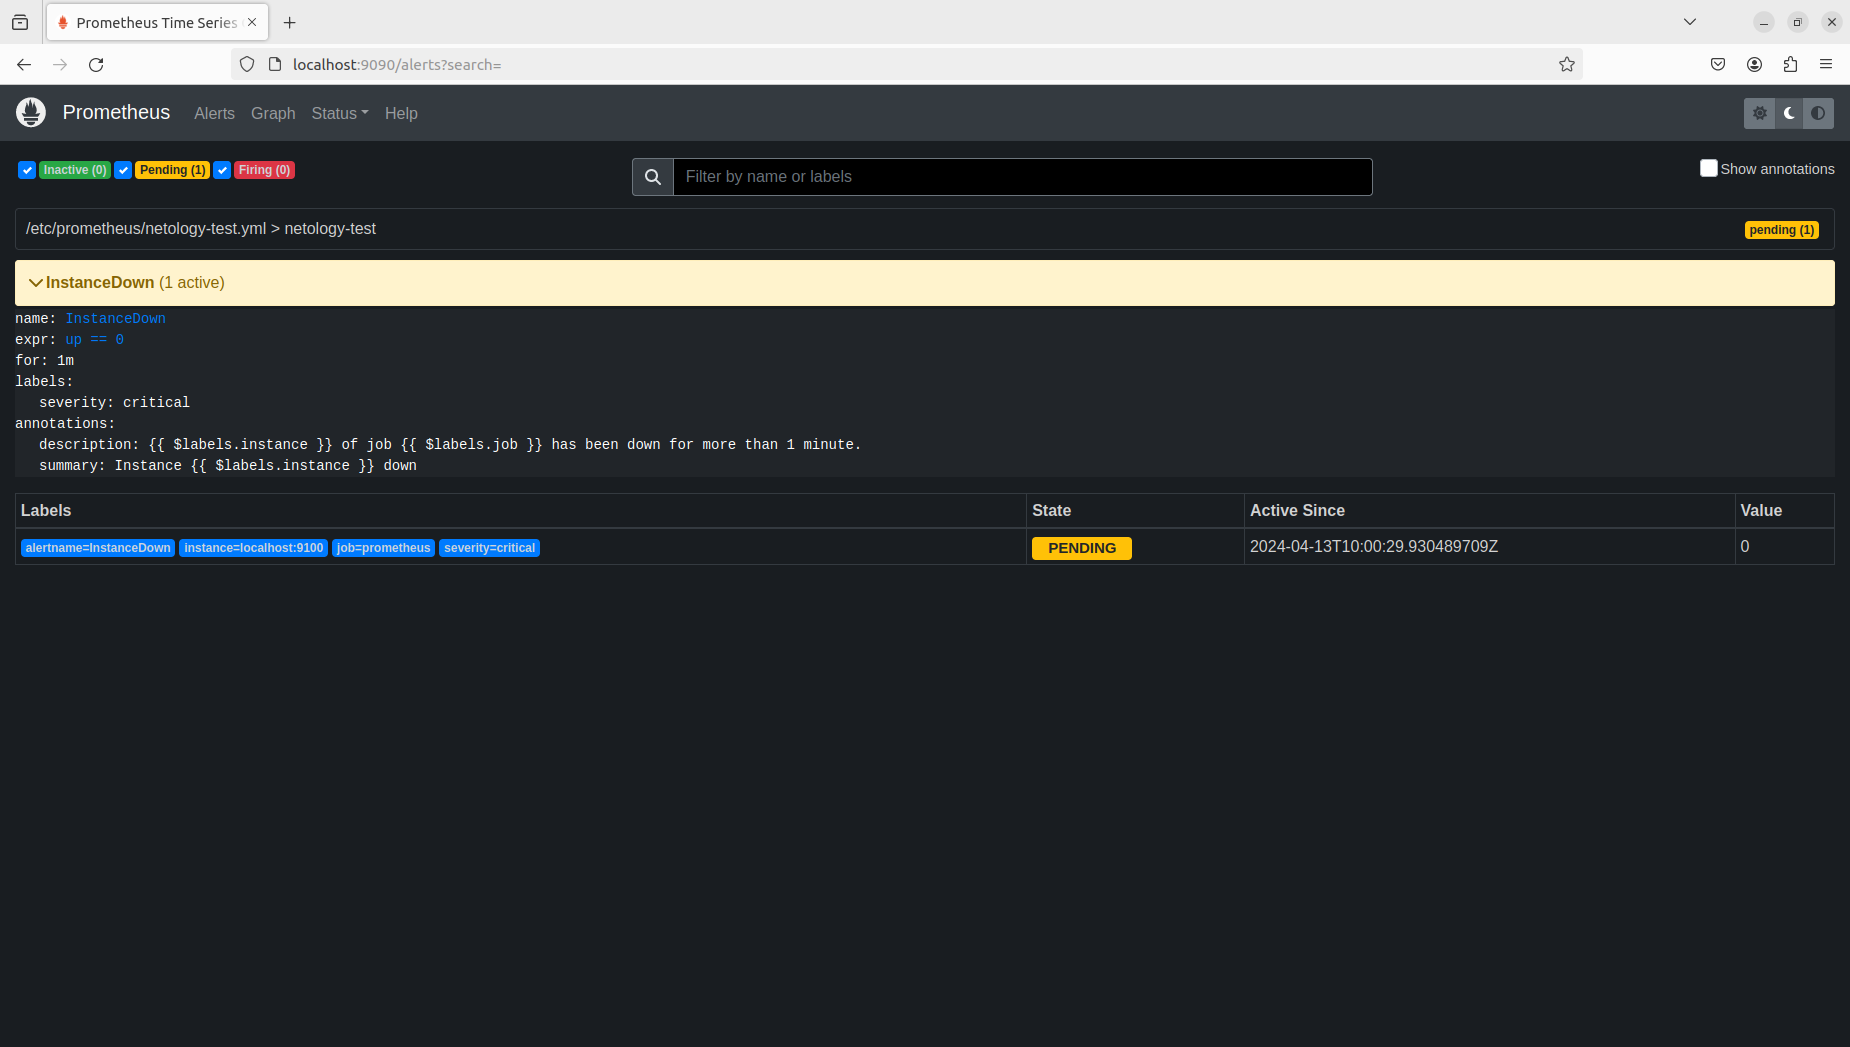 Prometheus Time Series
localhost:9090/alerts?search=
Prometheus Alerts Graph Status Help
Inactive (0) Pending (1) Firing (0)
Filter by name or labels
Show annotations
/etc/prometheus/netology-test.yml > netology-test
pending (1)
InstanceDown (1 active)
name: InstanceDown
expr: up == 0
for: 1m
labels:
severity: critical
annotations:
description: {{ $labels.instance }} of job {{ $labels.job }} has been down for more than 1 minute.
summary: Instance {{ $labels.instance }} down
Labels State Active Since Value
alertname=InstanceDown instance=localhost:9100 job=prometheus severity=critical PENDING 2024-04-13T10:00:29.930489709Z 0